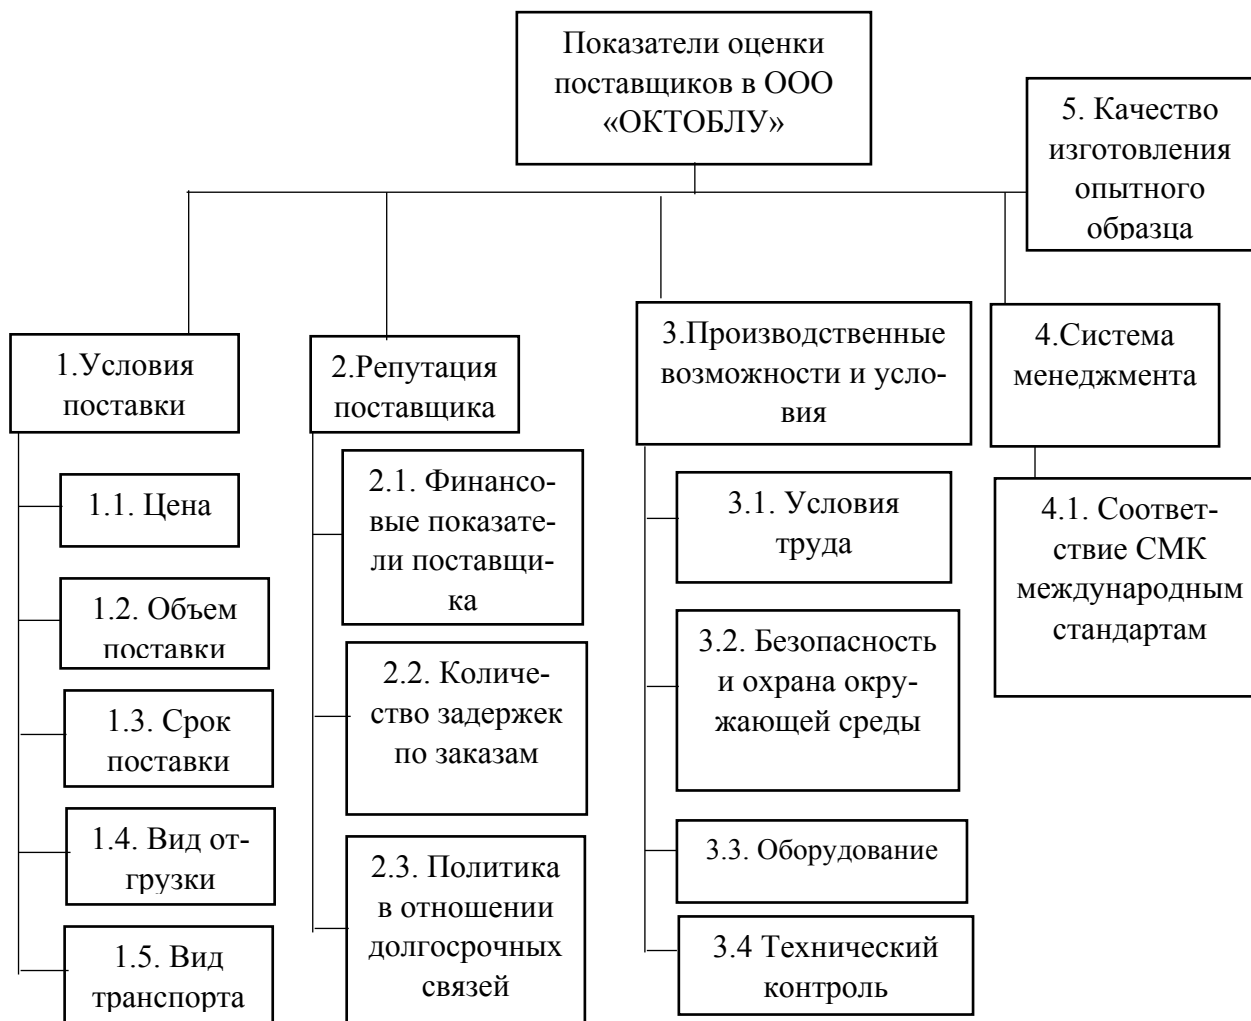 Показатели оценки
поставщиков в ООО
«ОКТОБЛУ»
5. Качество
изготовления
опытного
образца
1.Условия
поставки
1.1. Цена
1.2. Объем
поставки
1.3. Срок
поставки
1.4. Вид от-
грузки
1.5. Вид
транспорта
2.Репутация
поставщика
2.1. Финансо-
вые показате-
ли поставщи-
ка
2.2. Количе-
ство задержек
по заказам
2.3. Политика
в отношении
долгосрочных
связей
3.Производственные
возможности и усло-
вия
3.1. Условия
труда
3.2. Безопасность
и охрана окру-
жающей среды
3.3. Оборудование
3.4 Технический
контроль
4.Система
менеджмента
4.1. Соответ-
ствие СМК
международным
стандартам